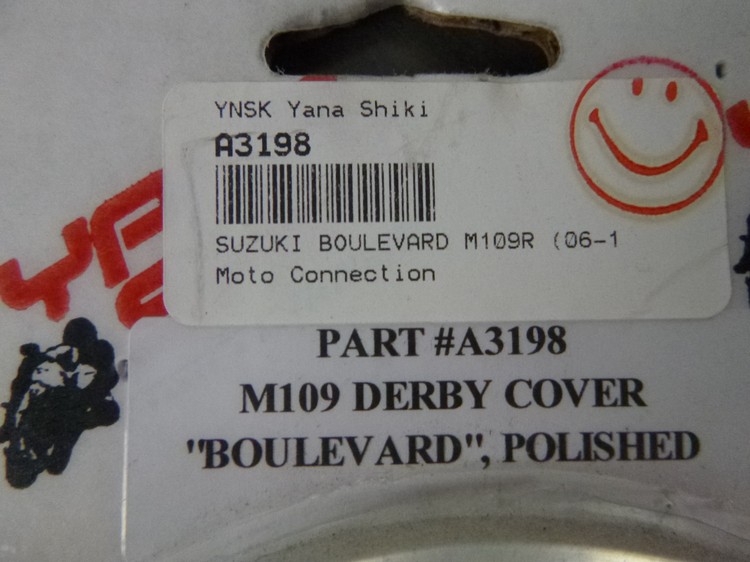 YNSK Yana Shiki
A3198
SUZUKI BOULEVARD M109R (06-1
Moto Connection
PART #A3198
M109 DERBY COVER
"BOULEVARD", POLISHED